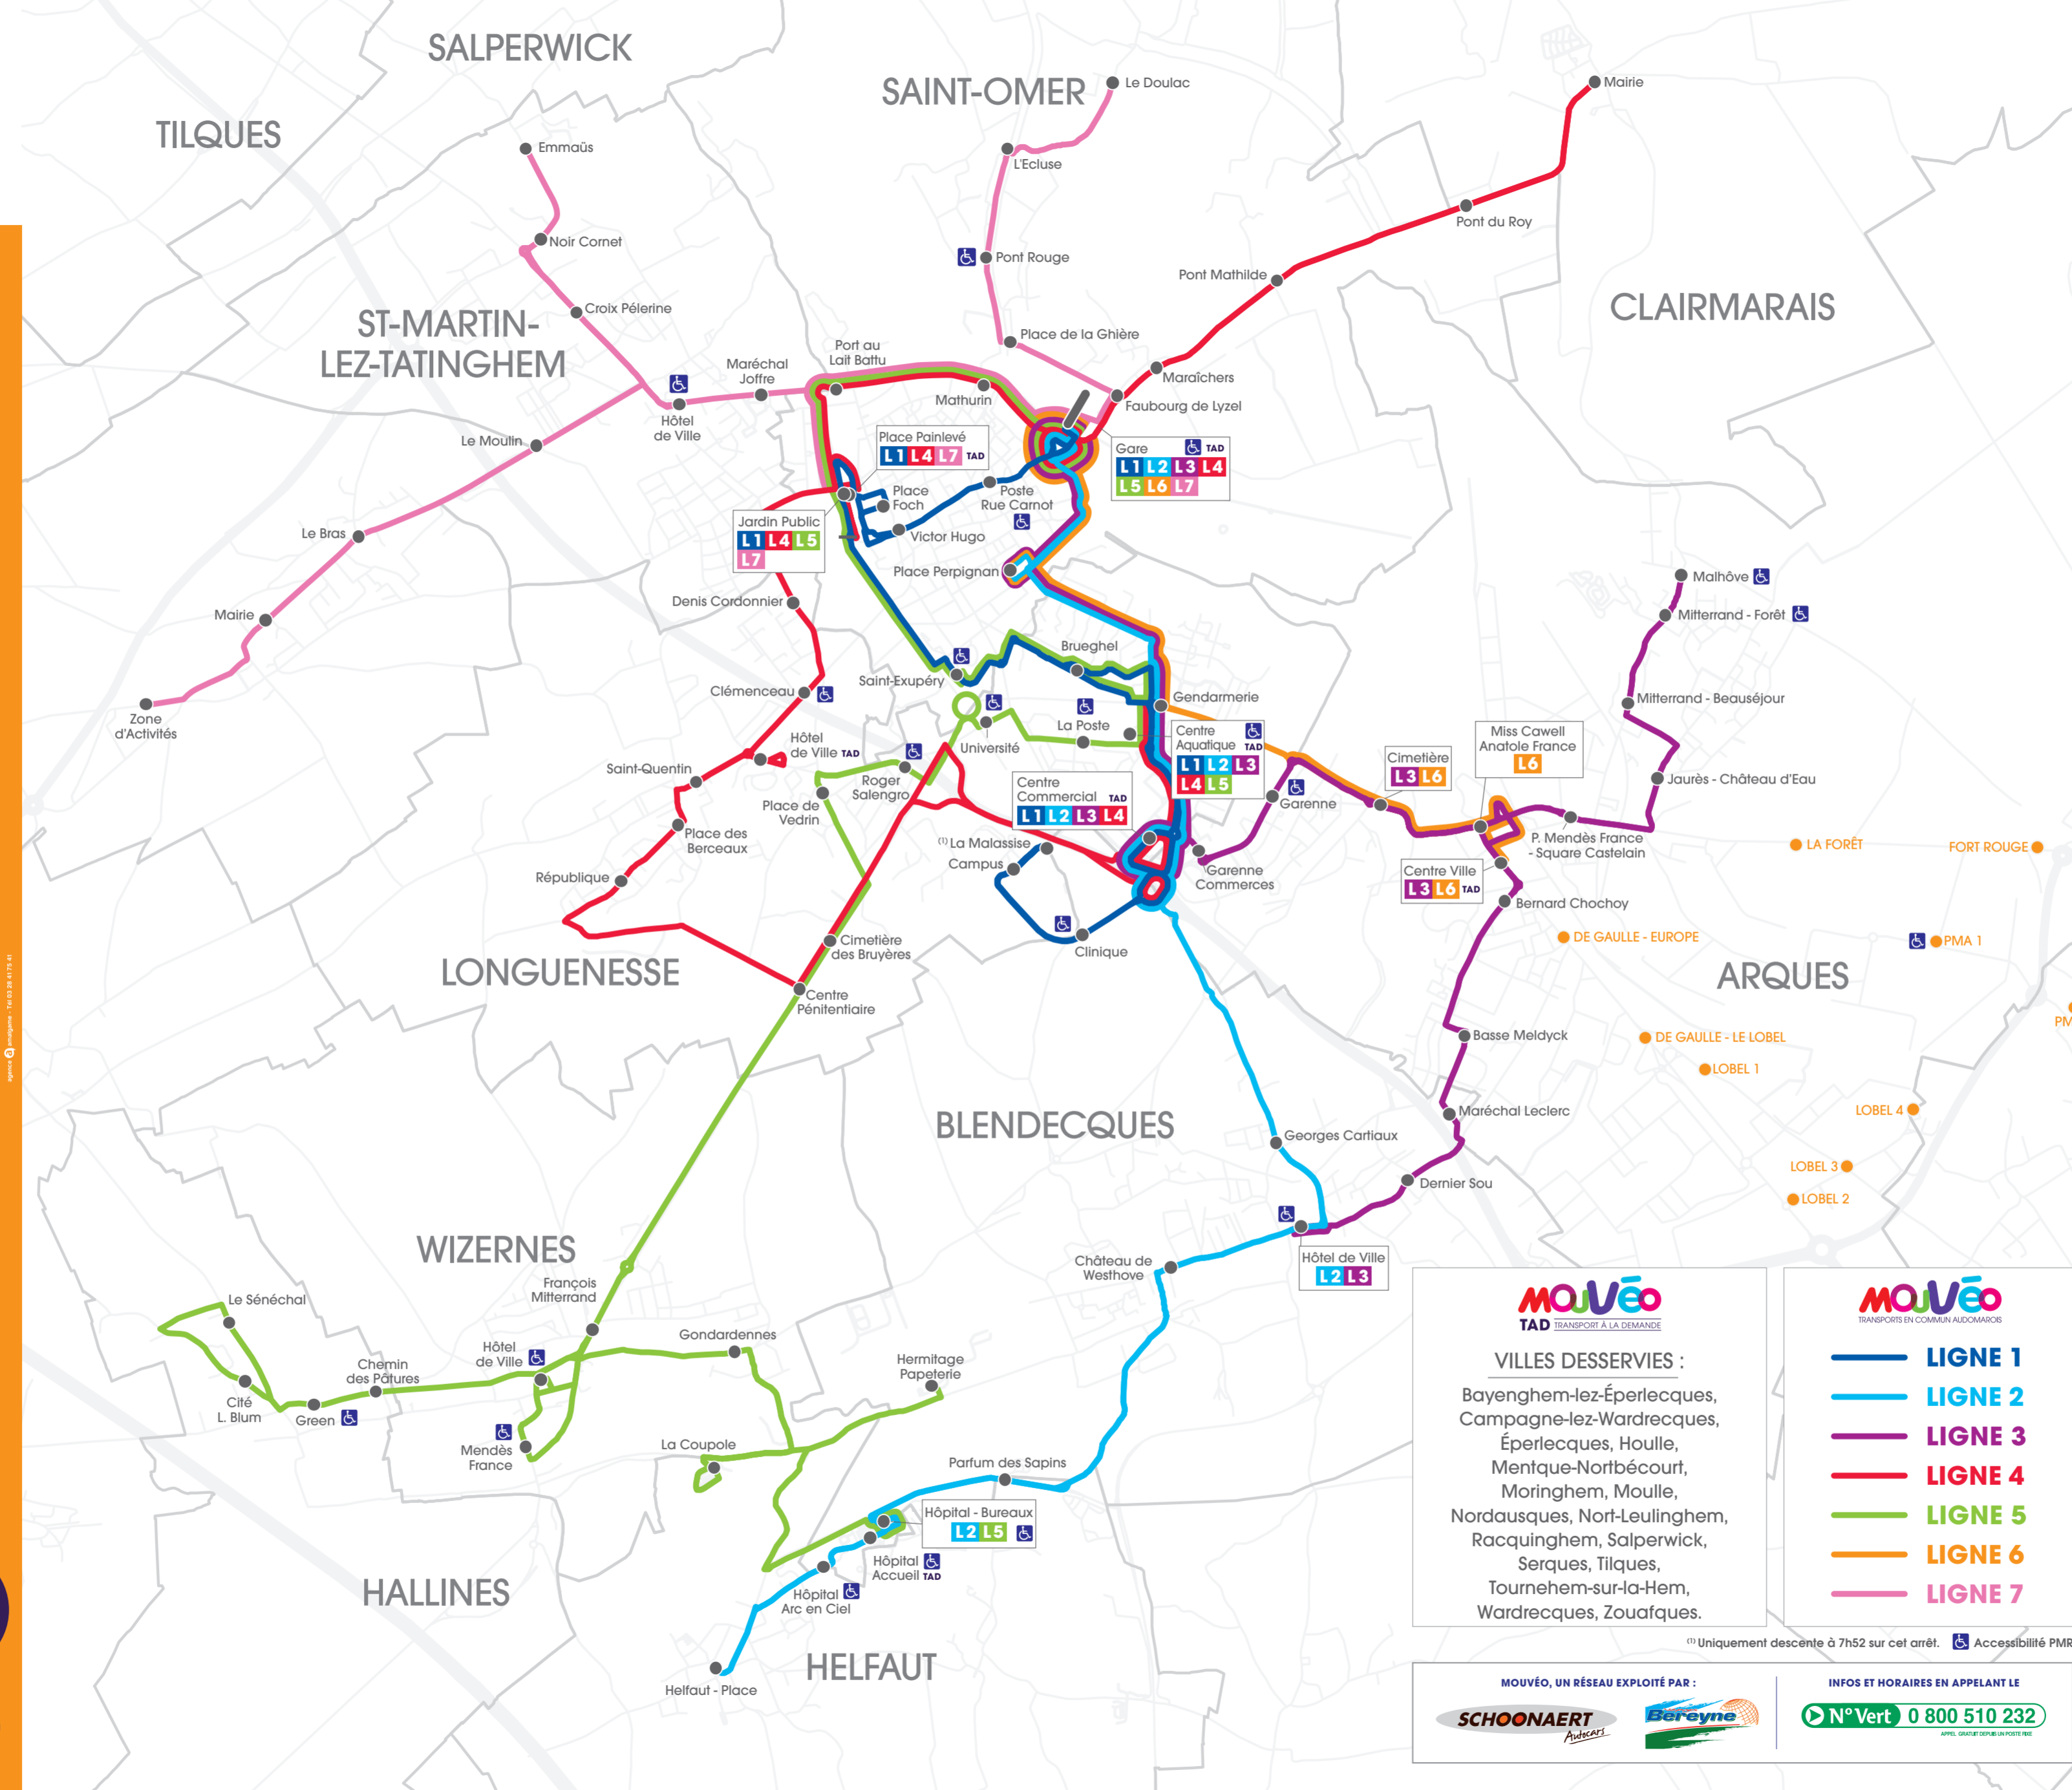 SALPERWICK
SAINT-OMER
Le Doulac
Mairie
TILQUES
Emmaüs
L'Ecluse
Noir Cornet
Pont du Roy
Pont Rouge
Pont Mathilde
Croix Pélerine
CLAIRMARAIS
ST-MARTIN-
LEZ-TATINGHEM
Place de la Ghière
Port au
Lait Battu
Maréchal
Joffre
Maraîchers
Mathurin
Faubourg de Lyzel
Hôtel
de Ville
Le Moulin
Place Painlevé
L1 L4 L7 TAD
Gare TAD
L1 L2 L3 L4
L5 L6 L7
Place
Foch
Poste
Rue Carnot
Jardin Public
L1 L4 L5
L7
Le Bras
Victor Hugo
Place Perpignan
Malhôve
Denis Cordonnier
Mairie
Mitterrand - Forêt
Brueghel
Saint-Exupéry
Clémenceau
Gendarmerie
Mitterrand - Beauséjour
Zone
d'Activités
La Poste
Université
Centre
Aquatique TAD
L1 L2 L3
L4 L5
Miss Cawell
Anatole France
L6
Hôtel
de Ville TAD
Cimetière
L3 L6
Saint-Quentin
Roger
Salengro
Jaurès - Château d'Eau
Centre
Commercial TAD
L1 L2 L3 L4
Place de
Vedrin
Garenne
Place des
Berceaux
(1) La Malassise
Campus
P. Mendès France
- Square Castelain
LA FORÊT
FORT ROUGE
République
Garenne
Commerces
Centre Ville
L3 L6 TAD
Bernard Chochoy
Cimetière
des Bruyères
Clinique
DE GAULLE - EUROPE
PMA 1
LONGUENESSE
ARQUES
Centre
Pénitentiaire
agence amalgame - Tél 03 28 41 75 41
PM
Basse Meldyck
DE GAULLE - LE LOBEL
LOBEL 1
BLENDECQUES
Maréchal Leclerc
LOBEL 4
Georges Cartiaux
LOBEL 3
Dernier Sou
LOBEL 2
WIZERNES
Château de
Westhove
Hôtel de Ville
L2 L3
François
Mitterrand
Le Sénéchal
Gondardennes
Hôtel
de Ville
Hermitage
Papeterie
Chemin
des Pâtures
Cité
L. Blum
Green
La Coupole
Mendès
France
Parfum des Sapins
Hôpital - Bureaux
L2 L5
Hôpital
Accueil TAD
Hôpital
Arc en Ciel
HALLINES
HELFAUT
Helfaut - Place
MOUVÉO
TAD TRANSPORT À LA DEMANDE
VILLES DESSERVIES :
Bayenghem-lez-Éperlecques,
Campagne-lez-Wardrecques,
Éperlecques, Houlle,
Mentque-Nortbécourt,
Moringhem, Moulle,
Nordausques, Nort-Leulinghem,
Racquinghem, Salperwick,
Serques, Tilques,
Tournehem-sur-la-Hem,
Wardrecques, Zouafques.
MOUVÉO
TRANSPORTS EN COMMUN AUDOMAROIS
LIGNE 1
LIGNE 2
LIGNE 3
LIGNE 4
LIGNE 5
LIGNE 6
LIGNE 7
(1) Uniquement descente à 7h52 sur cet arrêt. Accessibilité PMR
MOUVÉO, UN RÉSEAU EXPLOITÉ PAR :
SCHOONAERT
Autocars
Bereyne
INFOS ET HORAIRES EN APPELANT LE
N° Vert 0 800 510 232
APPEL GRATUIT DEPUIS UN POSTE FIXE